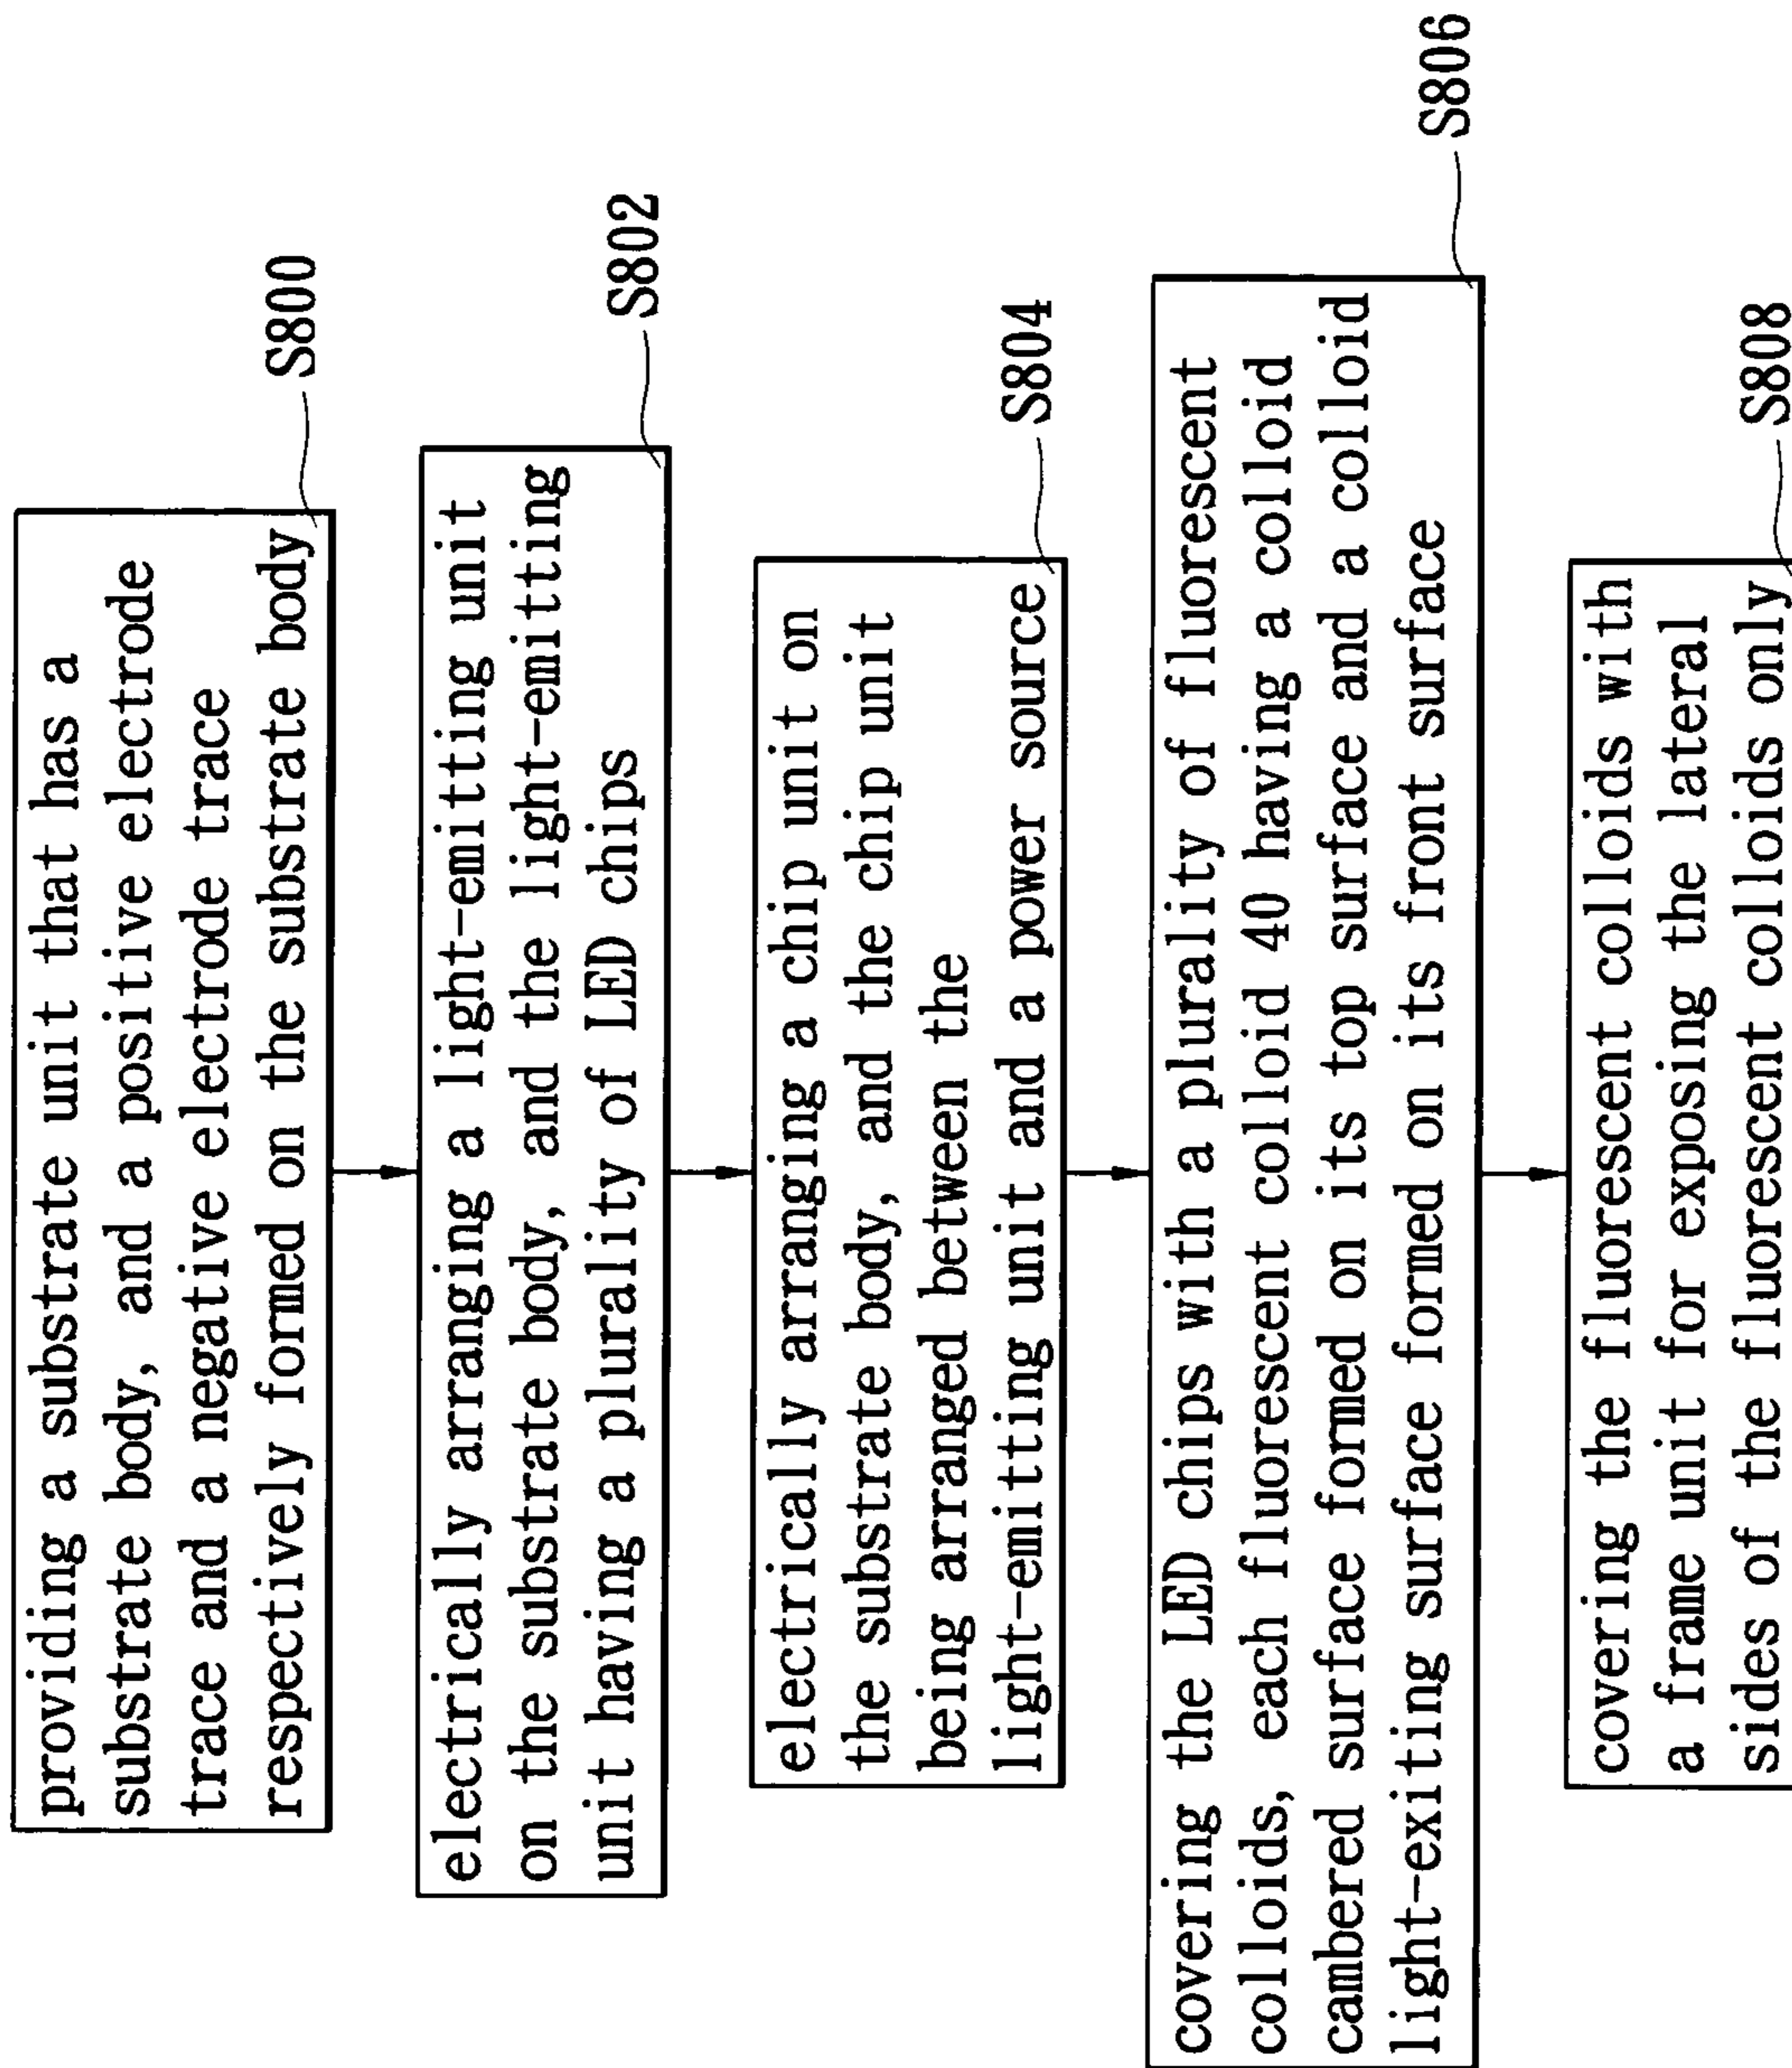 providing a substrate unit that has a
substrate body, and a positive electrode
trace and a negative electrode trace
respectively formed on the substrate body
S800
electrically arranging a light-emitting unit
on the substrate body, and the light-emitting
unit having a plurality of LED chips
S802
electrically arranging a chip unit on
the substrate body, and the chip unit
being arranged between the
light-emitting unit and a power source
S804
covering the LED chips with a plurality of fluorescent
colloids, each fluorescent colloid 40 having a colloid
cambered surface formed on its top surface and a colloid
light-exiting surface formed on its front surface
S806
covering the fluorescent colloids with
a frame unit for exposing the lateral
sides of the fluorescent colloids only
S808